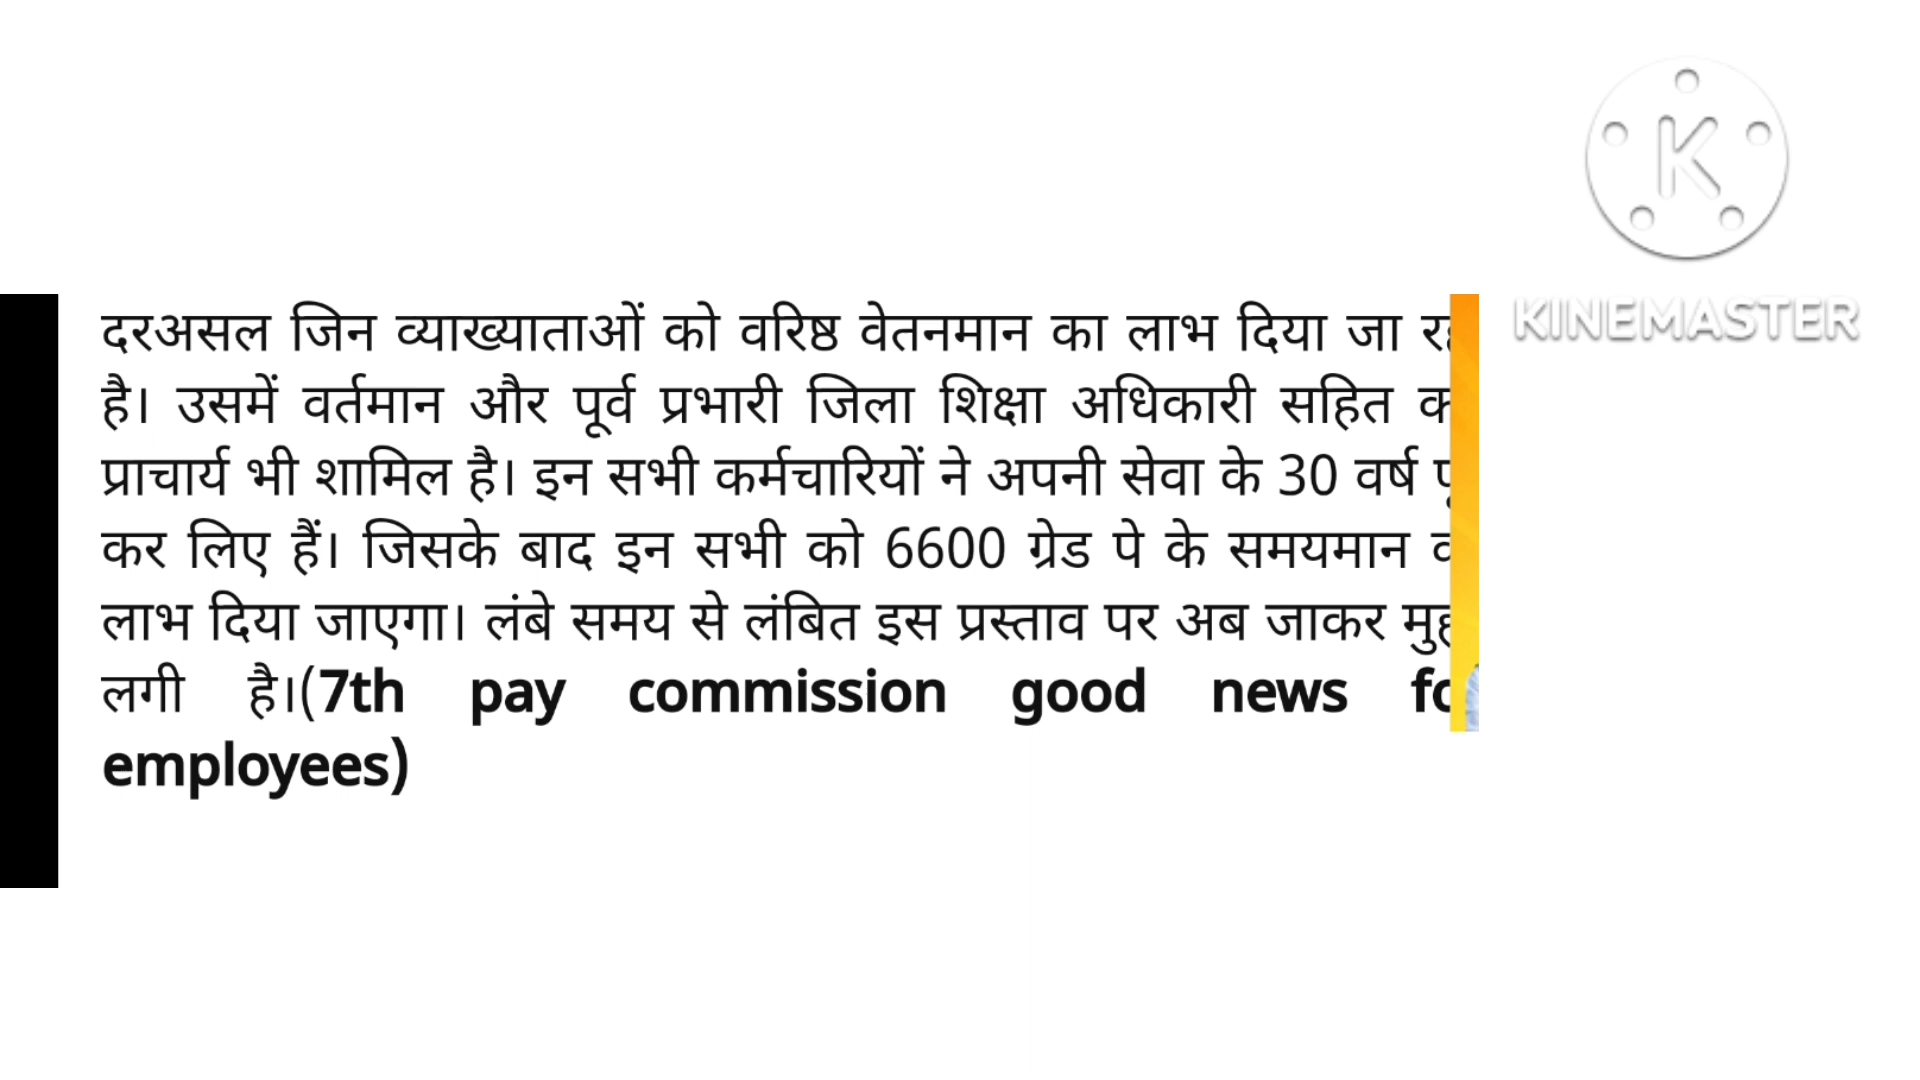 दरअसल जिन व्याख्याताओं को वरिष्ठ वेतनमान का लाभ दिया जा
है। उसमें वर्तमान और पूर्व प्रभारी जिला शिक्षा अधिकारी सहित
प्राचार्य भी शामिल है। इन सभी कर्मचारियों ने अपनी सेवा के 30 वर्ष
कर लिए हैं। जिसके बाद इन सभी को 6600 ग्रेड पे के समयमान
लाभ दिया जाएगा। लंबे समय से लंबित इस प्रस्ताव पर अब जाकर
लगी है।(7th pay commission good news
employees)
K
KINEMASTER